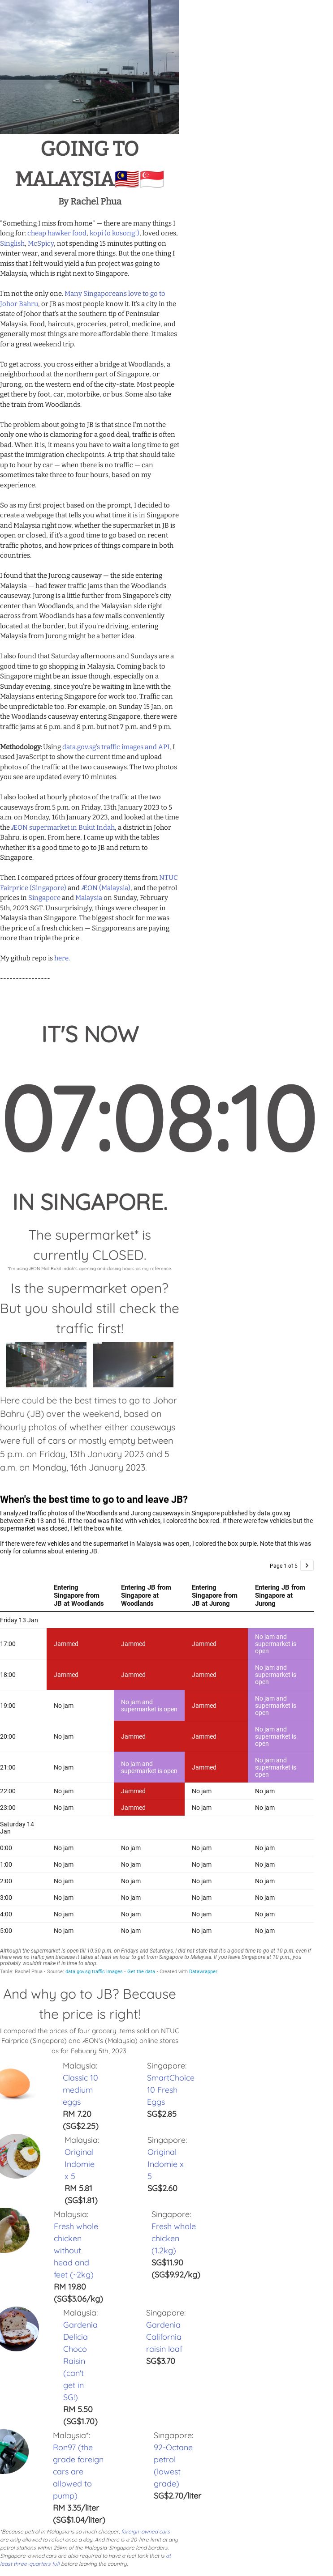 GOING TO
MALAYSIA🇲🇾🇸🇬
By Rachel Phua
"Something I miss from home" — there are many things I
long for: cheap hawker food, kopi (o kosong!), loved ones,
Singlish, McSpicy, not spending 15 minutes putting on
winter wear, and several more things. But the one thing I
miss that I felt would yield a fun project was going to
Malaysia, which is right next to Singapore.
I'm not the only one. Many Singaporeans love to go to
Johor Bahru, or JB as most people know it. It's a city in the
state of Johor that's at the southern tip of Peninsular
Malaysia. Food, haircuts, groceries, petrol, medicine, and
generally most things are more affordable there. It makes
for a great weekend trip.
To get across, you cross either a bridge at Woodlands, a
neighborhood at the northern part of Singapore, or
Jurong, on the western end of the city-state. Most people
get there by foot, car, motorbike, or bus. Some also take
the train from Woodlands.
The problem about going to JB is that since I'm not the
only one who is clamoring for a good deal, traffic is often
bad. When it is, it means you have to wait a long time to get
past the immigration checkpoints. A trip that should take
up to hour by car — when there is no traffic — can
sometimes take three to four hours, based on my
experience.
So as my first project based on the prompt, I decided to
create a webpage that tells you what time it is in Singapore
and Malaysia right now, whether the supermarket in JB is
open or closed, if it's a good time to go based on recent
traffic photos, and how prices of things compare in both
countries.
I found that the Jurong causeway — the side entering
Malaysia — had fewer traffic jams than the Woodlands
causeway. Jurong is a little further from Singapore's city
center than Woodlands, and the Malaysian side right
across from Woodlands has a few malls conveniently
located at the border, but if you're driving, entering
Malaysia from Jurong might be a better idea.
I also found that Saturday afternoons and Sundays are a
good time to go shopping in Malaysia. Coming back to
Singapore might be an issue though, especially on a
Sunday evening, since you're be waiting in line with the
Malaysians entering Singapore for work too. Traffic can
be unpredictable too. For example, on Sunday 15 Jan, on
the Woodlands causeway entering Singapore, there were
traffic jams at 6 p.m. and 8 p.m. but not 7 p.m. and 9 p.m.
Methodology: Using data.gov.sg's traffic images and API, I
used JavaScript to show the current time and upload
photos of the traffic at the two causeways. The two photos
you see are updated every 10 minutes.
I also looked at hourly photos of the traffic at the two
causeways from 5 p.m. on Friday, 13th January 2023 to 5
a.m. on Monday, 16th January 2023, and looked at the time
the ÆON supermarket in Bukit Indah, a district in Johor
Bahru, is open. From here, I came up with the tables
whether it's a good time to go to JB and return to
Singapore.
Then I compared prices of four grocery items from NTUC
Fairprice (Singapore) and ÆON (Malaysia), and the petrol
prices in Singapore and Malaysia on Sunday, February
5th, 2023 SGT. Unsurprisingly, things were cheaper in
Malaysia than Singapore. The biggest shock for me was
the price of a fresh chicken — Singaporeans are paying
more than triple the price.
My github repo is here.
----------------
IT'S NOW
07:08:10
IN SINGAPORE.
The supermarket* is
currently CLOSED.
*I'm using ÆON Mall Bukit Indah's opening and closing hours as my reference.
Is the supermarket open?
But you should still check the
traffic first!
Here could be the best times to go to Johor
Bahru (JB) over the weekend, based on
hourly photos of whether either causeways
were full of cars or mostly empty between
5 p.m. on Friday, 13th January 2023 and 5
a.m. on Monday, 16th January 2023.
When's the best time to go to and leave JB?
I analyzed traffic photos of the Woodlands and Jurong causeways in Singapore published by data.gov.sg
between Feb 13 and 16. If the road was filled with vehicles, I colored the box red. If there were few vehicles but the
supermarket was closed, I left the box white.
If there were few vehicles and the supermarket in Malaysia was open, I colored the box purple. Note that this was
only for columns about entering JB.
Page 1 of 5 >
Entering Singapore from JB at Woodlands Entering JB from Singapore at Woodlands Entering Singapore from JB at Jurong Entering JB from Singapore at Jurong
Friday 13 Jan
17:00 Jammed Jammed Jammed No jam and supermarket is open
18:00 Jammed Jammed Jammed No jam and supermarket is open
19:00 No jam No jam and supermarket is open Jammed No jam and supermarket is open
20:00 No jam Jammed Jammed No jam and supermarket is open
21:00 No jam No jam and supermarket is open Jammed No jam and supermarket is open
22:00 No jam Jammed No jam No jam
23:00 No jam Jammed No jam No jam
Saturday 14 Jan
0:00 No jam No jam No jam No jam
1:00 No jam No jam No jam No jam
2:00 No jam No jam No jam No jam
3:00 No jam No jam No jam No jam
4:00 No jam No jam No jam No jam
5:00 No jam No jam No jam No jam
Although the supermarket is open till 10:30 p.m. on Fridays and Saturdays, I did not state that it's a good time to go at 10 p.m. even if
there was no traffic jam because it takes at least an hour to get from Singapore to Malaysia. If you leave Singapore at 10 p.m., you
probably wouldn't make it in time to shop.
Table: Rachel Phua • Source: data.gov.sg traffic images • Get the data • Created with Datawrapper
And why go to JB? Because
the price is right!
I compared the prices of four grocery items sold on NTUC
Fairprice (Singapore) and ÆON's (Malaysia) online stores
as for Febuary 5th, 2023.
Malaysia:
Classic 10
medium
eggs
RM 7.20
(SG$2.25)
Singapore:
SmartChoice
10 Fresh
Eggs
SG$2.85
Malaysia:
Original
Indomie
x 5
RM 5.81
(SG$1.81)
Singapore:
Original
Indomie x
5
SG$2.60
Malaysia:
Fresh whole
chicken
without
head and
feet (~2kg)
RM 19.80
(SG$3.06/kg)
Singapore:
Fresh whole
chicken
(1.2kg)
SG$11.90
(SG$9.92/kg)
Malaysia:
Gardenia
Delicia
Choco
Raisin
(can't
get in
SG!)
RM 5.50
(SG$1.70)
Singapore:
Gardenia
California
raisin loaf
SG$3.70
Malaysia*:
Ron97 (the
grade foreign
cars are
allowed to
pump)
RM 3.35/liter
(SG$1.04/liter)
Singapore:
92-Octane
petrol
(lowest
grade)
SG$2.70/liter
*Because petrol in Malaysia is so much cheaper, foreign-owned cars
are only allowed to refuel once a day. And there is a 20-litre limit at any
petrol stations within 25km of the Malaysia-Singapore land borders.
Singapore-owned cars are also required to have a fuel tank that is at
least three-quarters full before leaving the country.